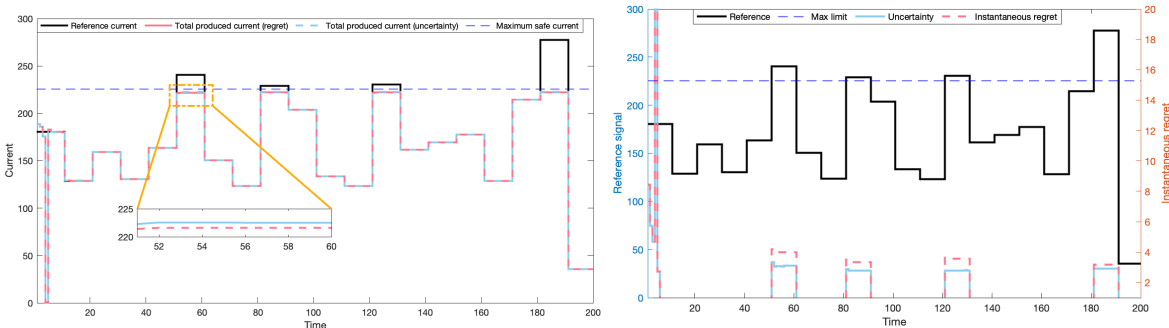 Reference current Total produced current (regret) Total produced current (uncertainty) Maximum safe current
300
250
200
150
100
50
0
Current
225
220
52 54 56 58 60
20 40 60 80 100 120 140 160 180 200
Time
Reference Max limit Uncertainty Instantaneous regret
300
250
200
150
100
50
0
Reference signal
20
18
16
14
12
10
8
6
4
2
Instantaneous regret
20 40 60 80 100 120 140 160 180 200
Time